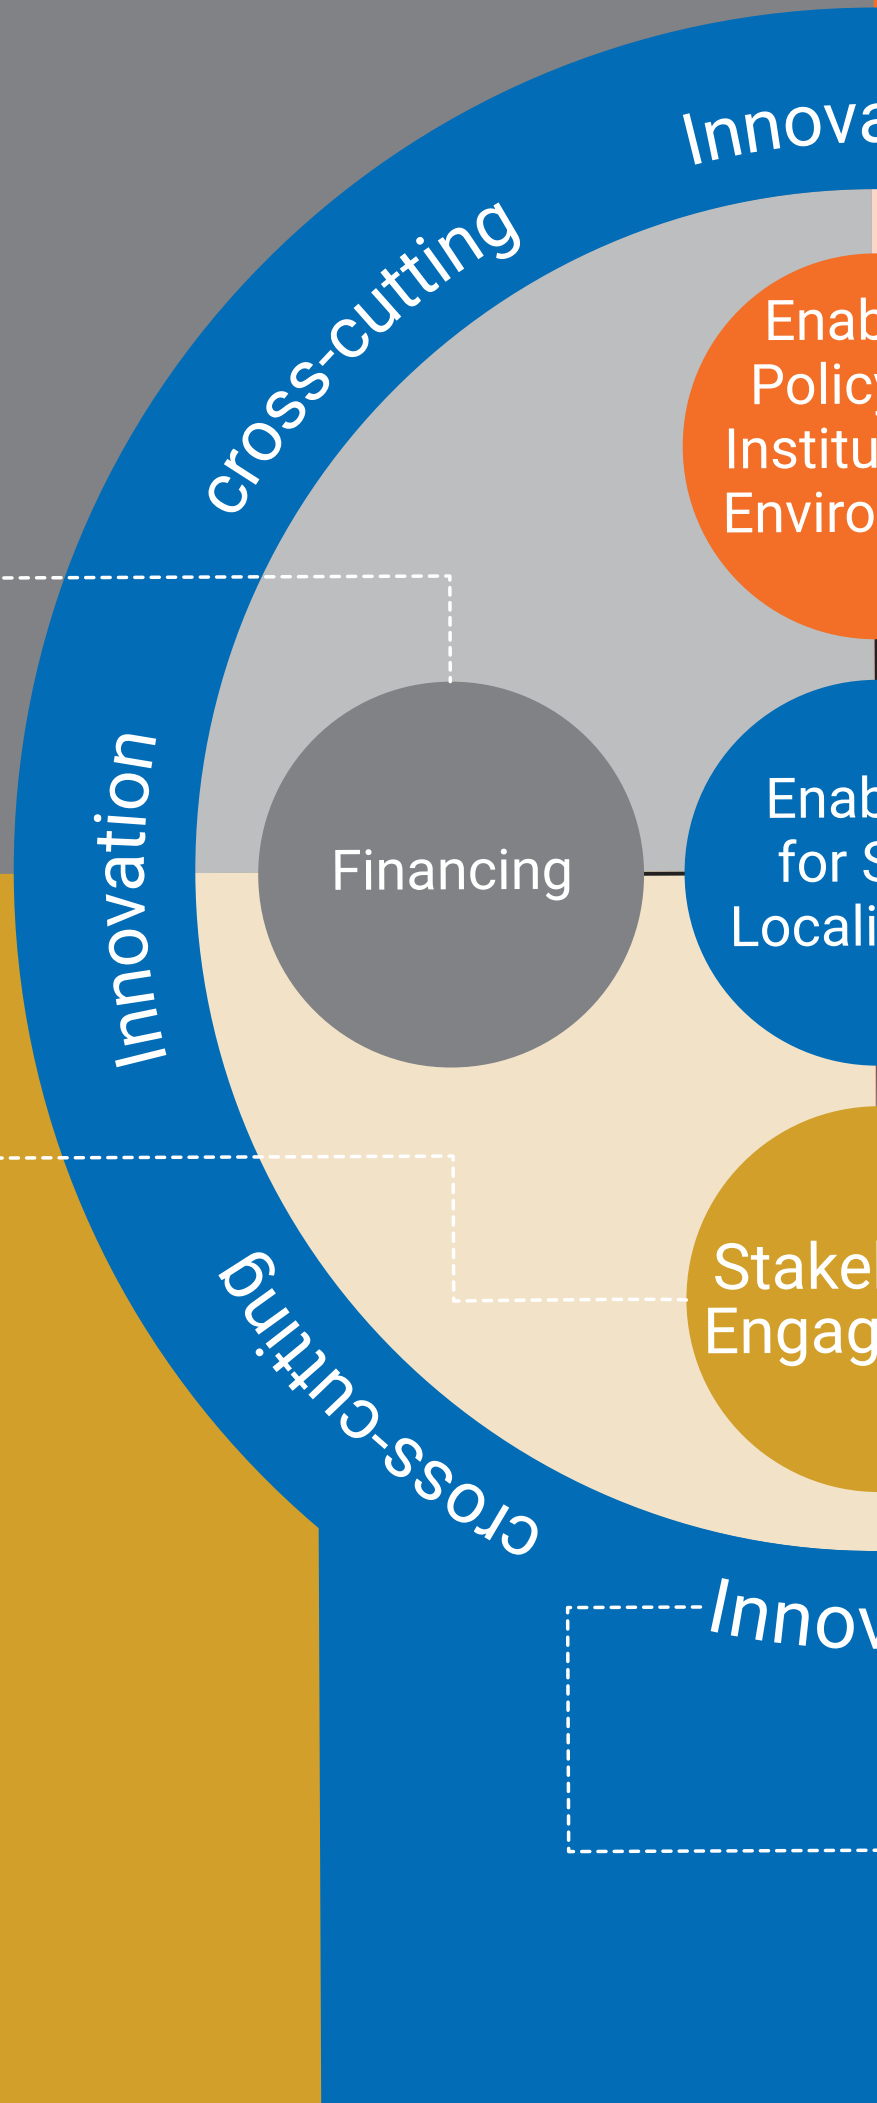 Innova
cross-cutting
Enab
Policy
Institu
Enviro
Innovation
Financing
Enab
for S
Locali
Stakel
Engag
cross-cutting
Innov